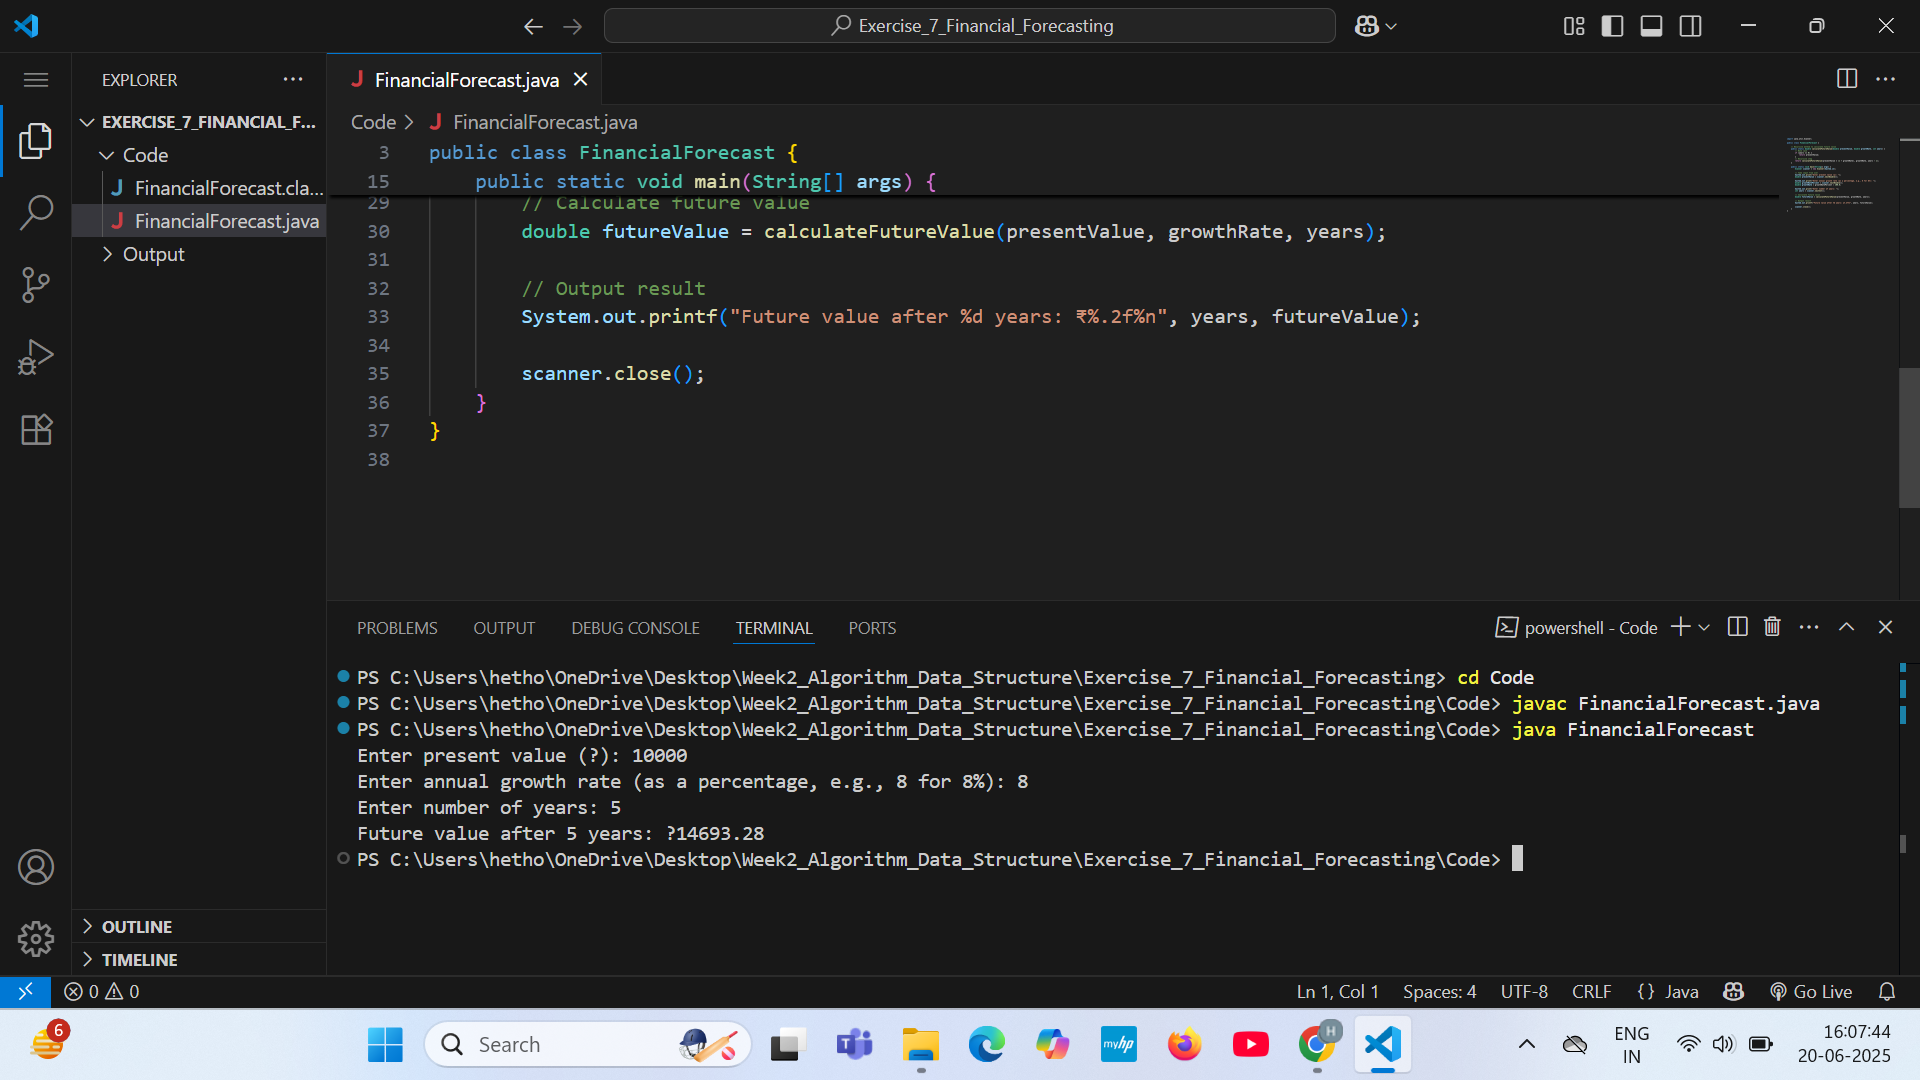 Exercise_7_Financial_Forecasting
EXPLORER
FinancialForecast.java
EXERCISE_7_FINANCIAL_F...
Code
FinancialForecast.cla...
FinancialForecast.java
Output
OUTLINE
TIMELINE
Code > FinancialForecast.java
3 public class FinancialForecast {
15 public static void main(String[] args) {
29 // Calculate future value
30 double futureValue = calculateFutureValue(presentValue, growthRate, years);
31
32 // Output result
33 System.out.printf("Future value after %d years: ₹%.2f%n", years, futureValue);
34
35 scanner.close();
36 }
37 }
38
PROBLEMS OUTPUT DEBUG CONSOLE TERMINAL PORTS
powershell - Code
PS C:\Users\hetho\OneDrive\Desktop\Week2_Algorithm_Data_Structure\Exercise_7_Financial_Forecasting> cd Code
PS C:\Users\hetho\OneDrive\Desktop\Week2_Algorithm_Data_Structure\Exercise_7_Financial_Forecasting\Code> javac FinancialForecast.java
PS C:\Users\hetho\OneDrive\Desktop\Week2_Algorithm_Data_Structure\Exercise_7_Financial_Forecasting\Code> java FinancialForecast
Enter present value (?): 10000
Enter annual growth rate (as a percentage, e.g., 8 for 8%): 8
Enter number of years: 5
Future value after 5 years: ?14693.28
PS C:\Users\hetho\OneDrive\Desktop\Week2_Algorithm_Data_Structure\Exercise_7_Financial_Forecasting\Code>
0 0
Ln 1, Col 1 Spaces: 4 UTF-8 CRLF {} Java Go Live
6
Search
myhp
H
ENG
IN
16:07:44
20-06-2025